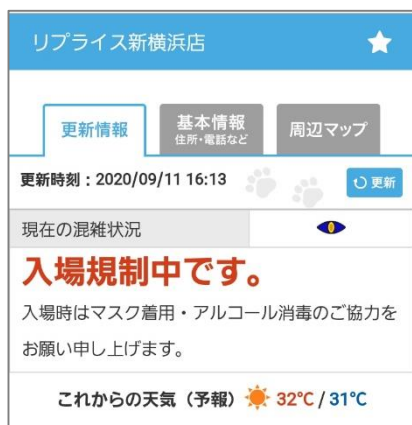 リプライス新横浜店
更新情報
基本情報
住所・電話など
周辺マップ
更新時刻：2020/09/11 16:13
更新
現在の混雑状況
入場規制中です。
入場時はマスク着用・アルコール消毒のご協力を
お願い申し上げます。
これからの天気（予報） 32℃ / 31℃